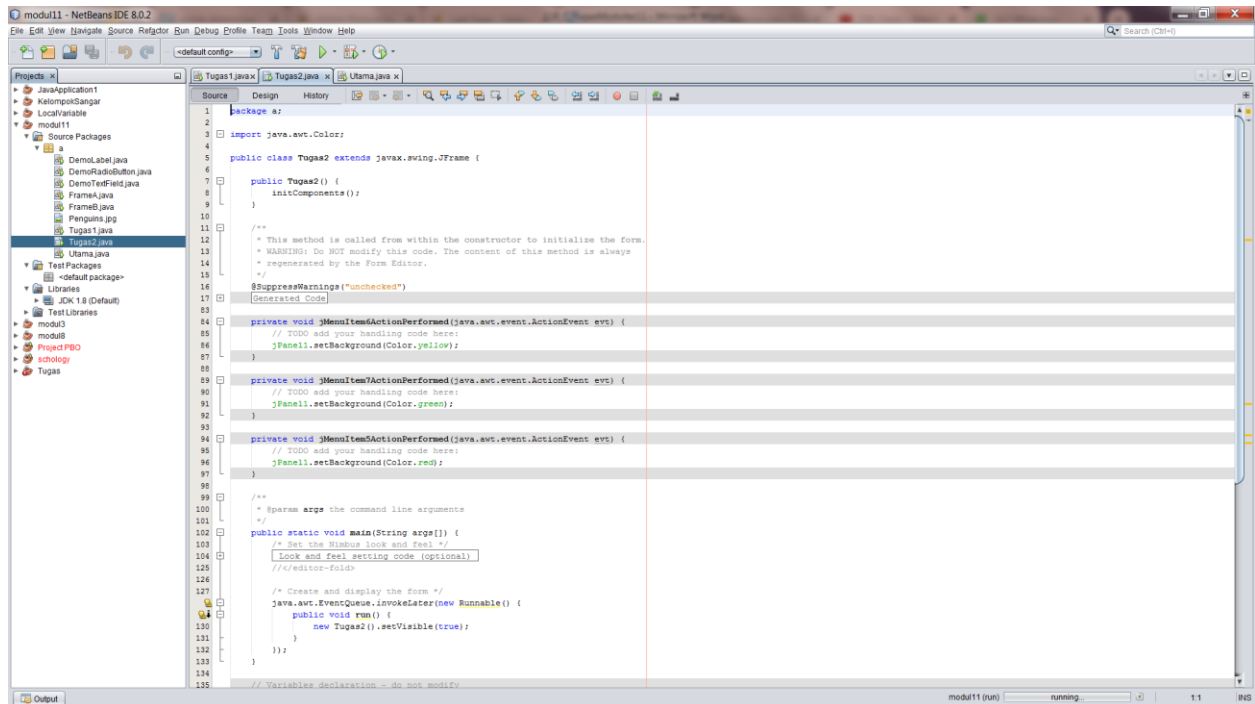 modul11 - NetBeans IDE 8.0.2
File Edit View Navigate Source Refactor Run Debug Profile Team Tools Window Help
Search (Ctrl+I)
<default config>
Projects
Tugas1.java Tugas2.java Utama.java
Source Design History
JavaApplication1
KelompokSangar
LocalVariable
modul11
Source Packages
a
DemoLabel.java
DemoRadioButton.java
DemoTextField.java
FrameA.java
FrameB.java
Penguins.jpg
Tugas1.java
Tugas2.java
Utama.java
Test Packages
<default package>
Libraries
JDK 1.8 (Default)
Test Libraries
modul3
modul8
Project PBO
schology
Tugas
1 package a;
2
3 import java.awt.Color;
4
5 public class Tugas2 extends javax.swing.JFrame {
6
7 public Tugas2() {
8 initComponents();
9 }
10
11 /**
12 * This method is called from within the constructor to initialize the form.
13 * WARNING: Do NOT modify this code. The content of this method is always
14 * regenerated by the Form Editor.
15 */
16 @SuppressWarnings("unchecked")
17 Generated Code
83
84 private void jMenuItem6ActionPerformed(java.awt.event.ActionEvent evt) {
85 // TODO add your handling code here:
86 jPanel1.setBackground(Color.yellow);
87 }
88
89 private void jMenuItem7ActionPerformed(java.awt.event.ActionEvent evt) {
90 // TODO add your handling code here:
91 jPanel1.setBackground(Color.green);
92 }
93
94 private void jMenuItem5ActionPerformed(java.awt.event.ActionEvent evt) {
95 // TODO add your handling code here:
96 jPanel1.setBackground(Color.red);
97 }
98
99 /**
100 * @param args the command line arguments
101 */
102 public static void main(String args[]) {
103 /* Set the Nimbus look and feel */
104 Look and feel setting code (optional)
125 //</editor-fold>
126
127 /* Create and display the form */
java.awt.EventQueue.invokeLater(new Runnable() {
public void run() {
130 new Tugas2().setVisible(true);
131 }
132 });
133 }
134
135 // Variables declaration - do not modify
Output
modul11 (run) running... 1:1 INS